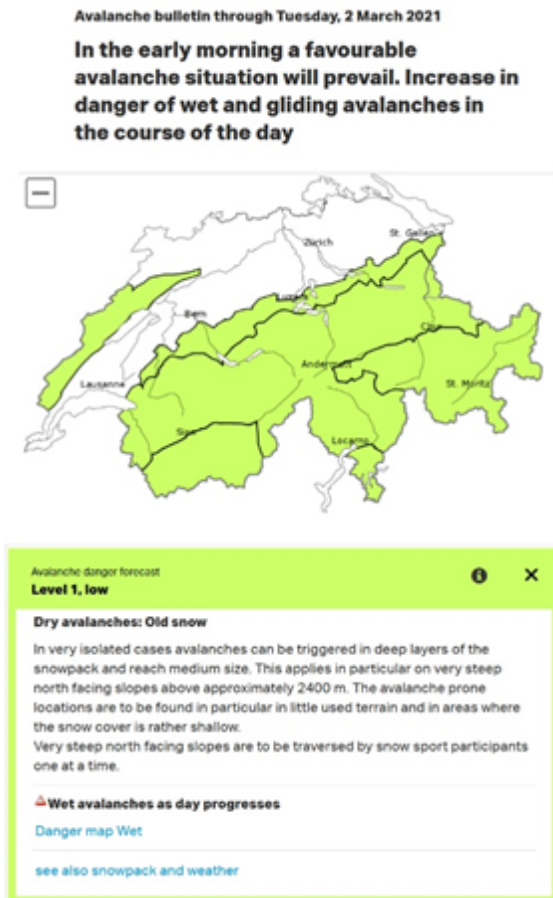 Avalanche bulletin through Tuesday, 2 March 2021
In the early morning a favourable
avalanche situation will prevail. Increase in
danger of wet and gliding avalanches in
the course of the day
St. Gallen
Zürich
Luzern
Bern
Chur
Andermatt
Lausanne
St. Moritz
Sion
Locarno
Avalanche danger forecast
Level 1, low
Dry avalanches: Old snow
In very isolated cases avalanches can be triggered in deep layers of the
snowpack and reach medium size. This applies in particular on very steep
north facing slopes above approximately 2400 m. The avalanche prone
locations are to be found in particular in little used terrain and in areas where
the snow cover is rather shallow.
Very steep north facing slopes are to be traversed by snow sport participants
one at a time.
Wet avalanches as day progresses
Danger map Wet
see also snowpack and weather